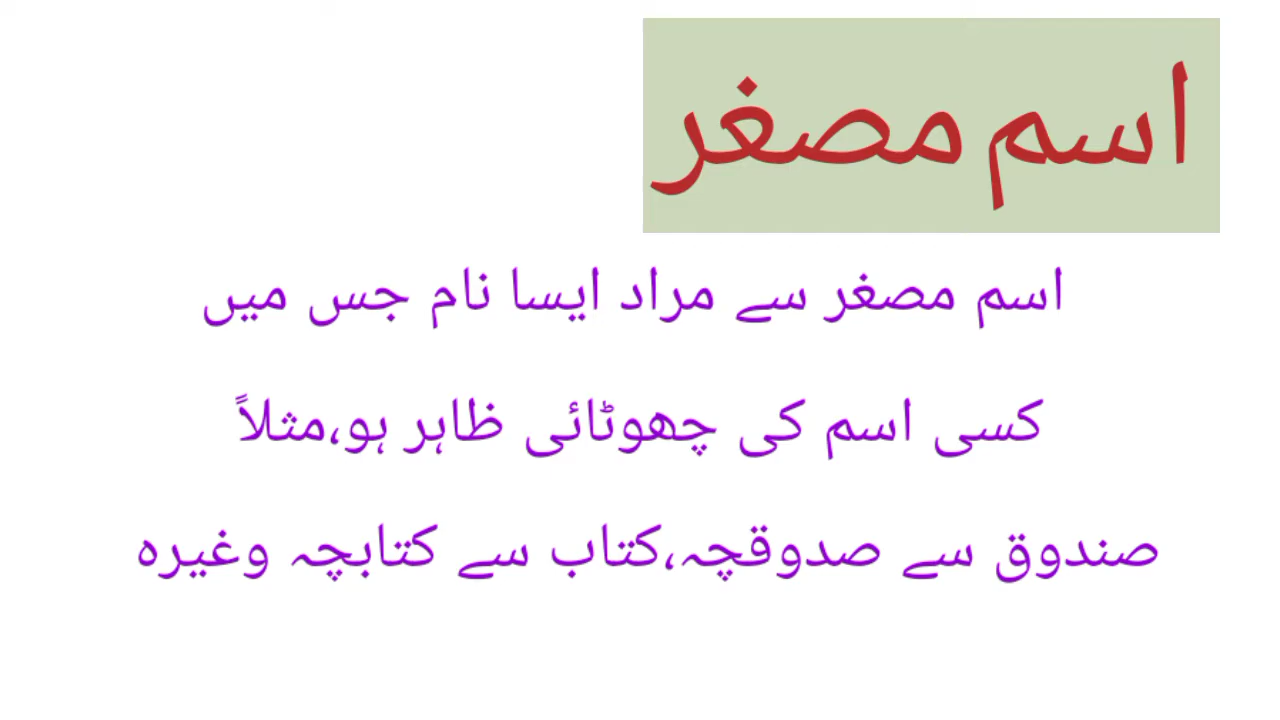 اسم مصغر
اسم مصغر سے مراد ایسا نام جس میں
کسی اسم کی چھوٹائی ظاہر ہو،مثلاً
صندوق سے صدوقچہ،کتاب سے کتابچہ وغیرہ